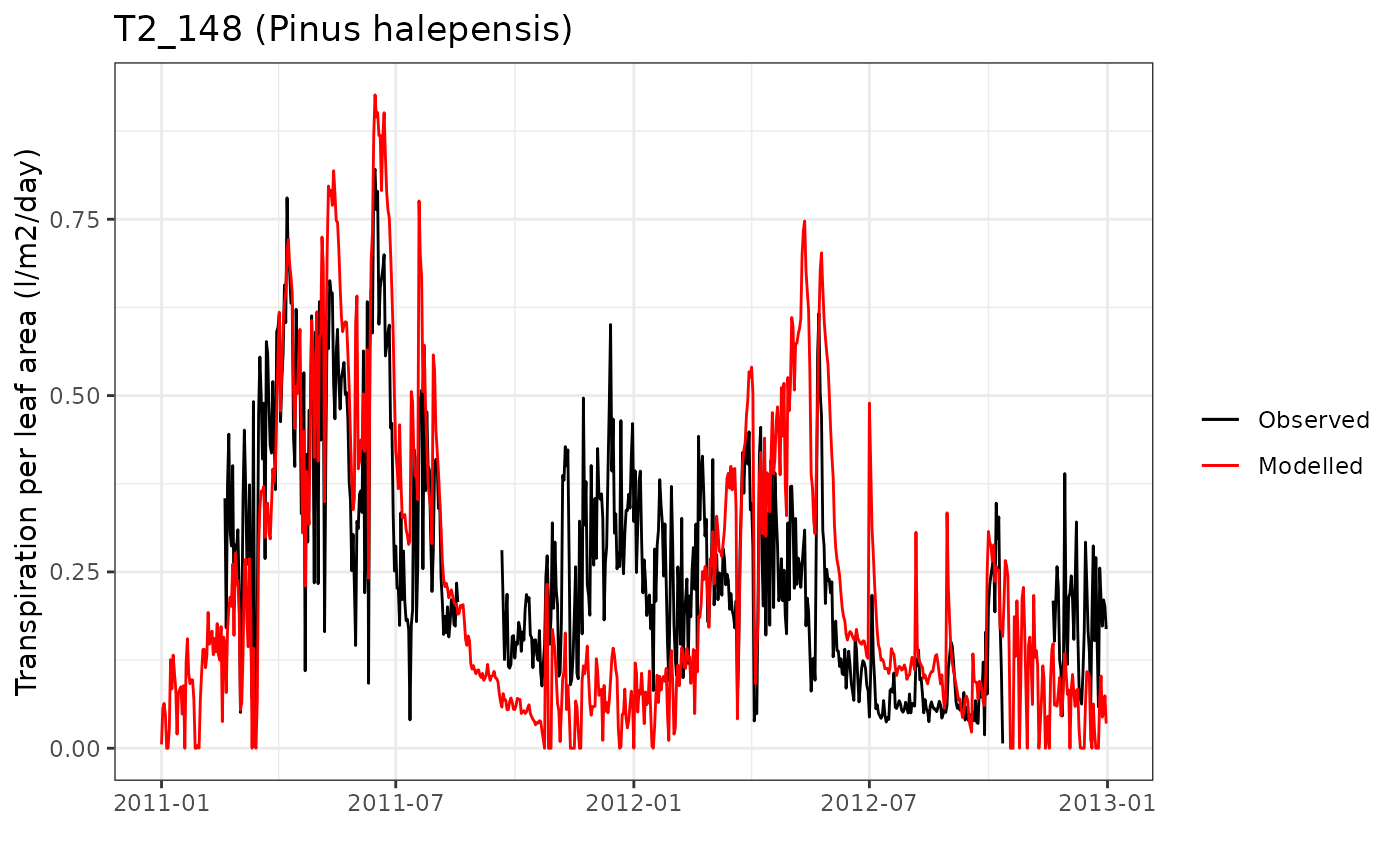 T2_148 (Pinus halepensis)
Transpiration per leaf area (l/m2/day)
0.75
0.50
0.25
0.00
2011-01
2011-07
2012-01
2012-07
2013-01
Observed
Modelled